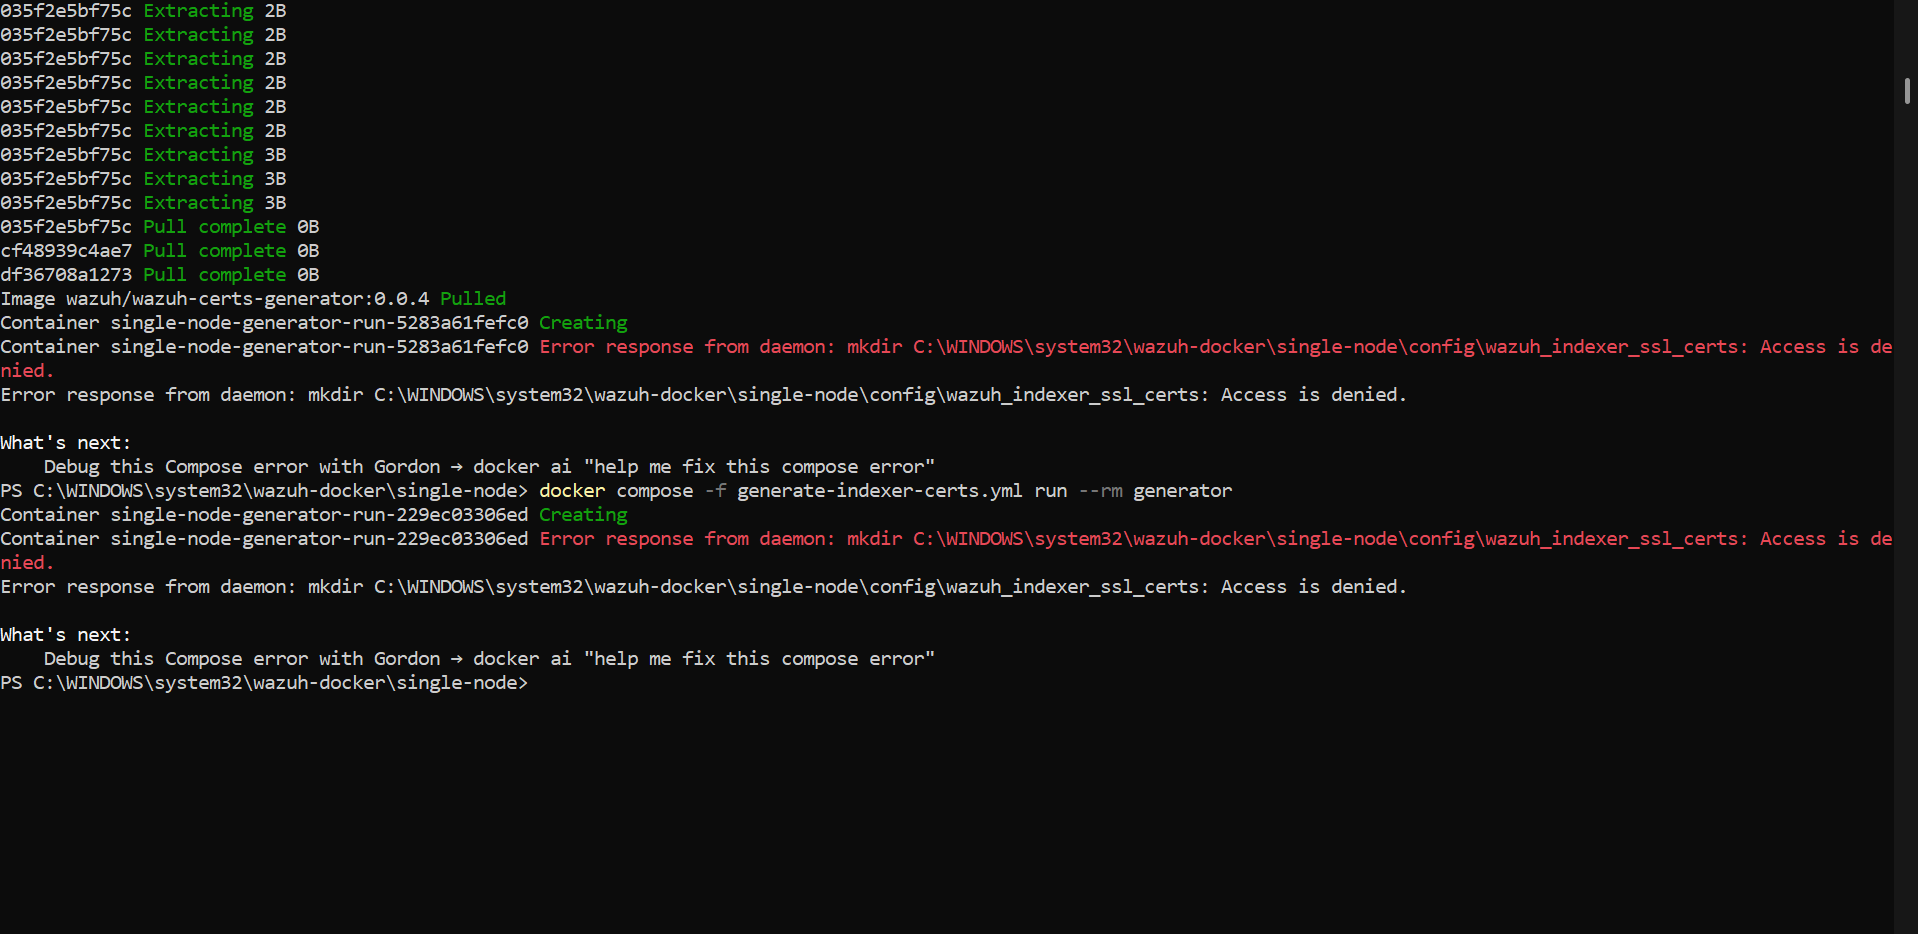 035f2e5bf75c Extracting 2B
035f2e5bf75c Extracting 2B
035f2e5bf75c Extracting 2B
035f2e5bf75c Extracting 2B
035f2e5bf75c Extracting 2B
035f2e5bf75c Extracting 2B
035f2e5bf75c Extracting 3B
035f2e5bf75c Extracting 3B
035f2e5bf75c Extracting 3B
035f2e5bf75c Pull complete 0B
cf48939c4ae7 Pull complete 0B
df36708a1273 Pull complete 0B
Image wazuh/wazuh-certs-generator:0.0.4 Pulled
Container single-node-generator-run-5283a61fefc0 Creating
Container single-node-generator-run-5283a61fefc0 Error response from daemon: mkdir C:\WINDOWS\system32\wazuh-docker\single-node\config\wazuh_indexer_ssl_certs: Access is de
nied.
Error response from daemon: mkdir C:\WINDOWS\system32\wazuh-docker\single-node\config\wazuh_indexer_ssl_certs: Access is denied.

What's next:
    Debug this Compose error with Gordon → docker ai "help me fix this compose error"
PS C:\WINDOWS\system32\wazuh-docker\single-node> docker compose -f generate-indexer-certs.yml run --rm generator
Container single-node-generator-run-229ec03306ed Creating
Container single-node-generator-run-229ec03306ed Error response from daemon: mkdir C:\WINDOWS\system32\wazuh-docker\single-node\config\wazuh_indexer_ssl_certs: Access is de
nied.
Error response from daemon: mkdir C:\WINDOWS\system32\wazuh-docker\single-node\config\wazuh_indexer_ssl_certs: Access is denied.

What's next:
    Debug this Compose error with Gordon → docker ai "help me fix this compose error"
PS C:\WINDOWS\system32\wazuh-docker\single-node>